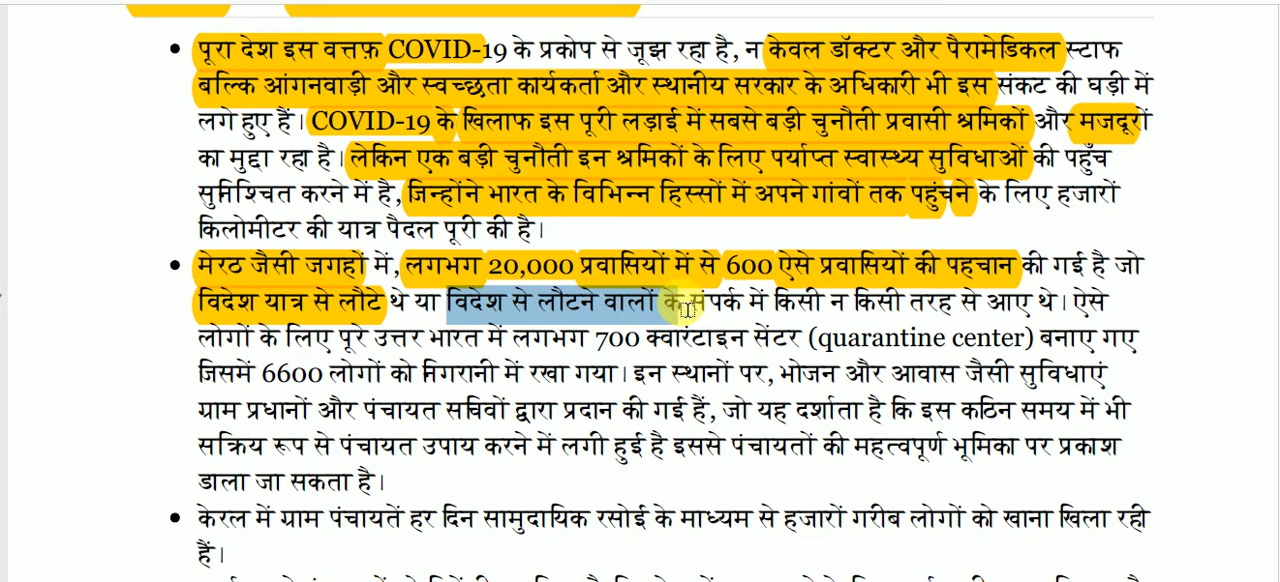 पूरा देश इस वत्तफ़ COVID-19 के प्रकोप से जूझ रहा है, न केवल डॉक्टर और पैरामेडिकल स्टाफ
बल्कि आंगनवाड़ी और स्वच्छता कार्यकर्ता और स्थानीय सरकार के अधिकारी भी इस संकट की घड़ी में
लगे हुए हैं। COVID-19 के खिलाफ इस पूरी लड़ाई में सबसे बड़ी चुनौती प्रवासी श्रमिकों और मजदूरों
का मुद्दा रहा है। लेकिन एक बड़ी चुनौती इन श्रमिकों के लिए पर्याप्त स्वास्थ्य सुविधाओं की पहुँच
सुनिश्चित करने में है, जिन्होंने भारत के विभिन्न हिस्सों में अपने गांवों तक पहुंचने के लिए हजारों
किलोमीटर की यात्र पैदल पूरी की है।
मेरठ जैसी जगहों में, लगभग 20,000 प्रवासियों में से 600 ऐसे प्रवासियों की पहचान की गई है जो
विदेश यात्र से लौटे थे या विदेश से लौटने वालों के संपर्क में किसी न किसी तरह से आए थे। ऐसे
लोगों के लिए पूरे उत्तर भारत में लगभग 700 क्वारंटाइन सेंटर (quarantine center) बनाए गए
जिसमें 6600 लोगों को निगरानी में रखा गया। इन स्थानों पर, भोजन और आवास जैसी सुविधाएं
ग्राम प्रधानों और पंचायत सचिवों द्वारा प्रदान की गई हैं, जो यह दर्शाता है कि इस कठिन समय में भी
सक्रिय रूप से पंचायत उपाय करने में लगी हुई है इससे पंचायतों की महत्वपूर्ण भूमिका पर प्रकाश
डाला जा सकता है।
केरल में ग्राम पंचायतें हर दिन सामुदायिक रसोई के माध्यम से हजारों गरीब लोगों को खाना खिला रही
हैं।